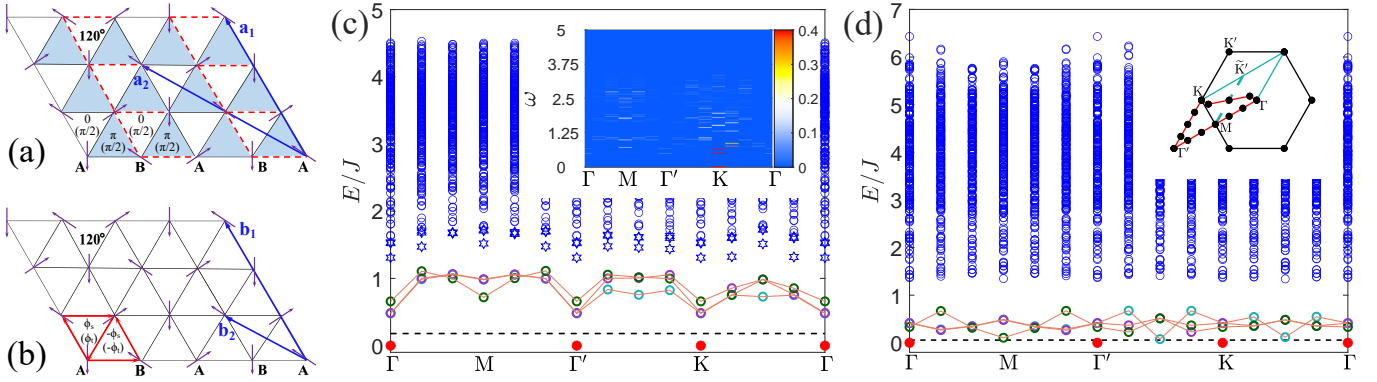 (a)
120°
a₁
a₂
0
(π/2)
π
(π/2)
0
(π/2)
π
(π/2)
A
B
A
B
A
(b)
120°
b₁
b₂
ϕₛ
(ϕₜ)
-ϕₛ
(-ϕₜ)
A
B
A
B
A
(c)
E/J
5
4
3
2
1
0
Γ
M
Γ′
K
Γ
ω
5
3.75
2.5
1.25
0
Γ
M
Γ′
K
Γ
0.4
0.3
0.2
0.1
0
(d)
E/J
7
6
5
4
3
2
1
0
Γ
M
Γ′
K
Γ
K′
K̃′
K
Γ
M
Γ′